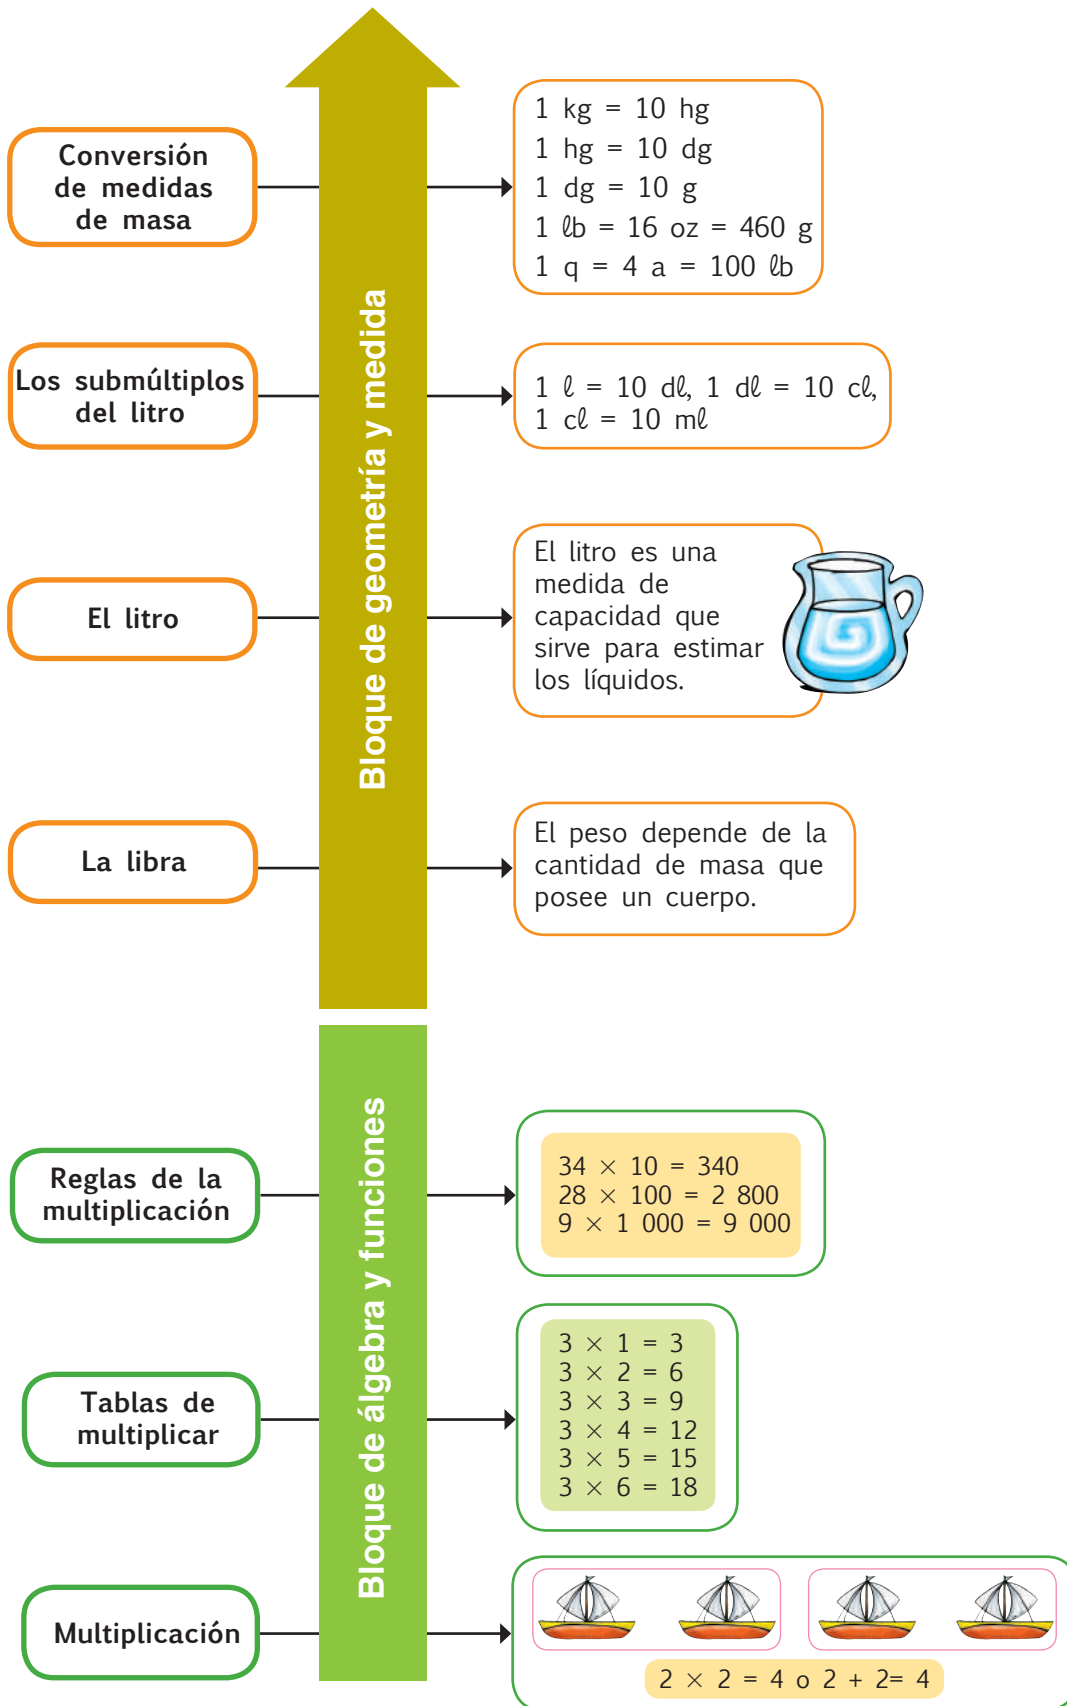 Conversión
de medidas
de masa
1 kg = 10 hg
1 hg = 10 dg
1 dg = 10 g
1 ℓb = 16 oz = 460 g
1 q = 4 a = 100 ℓb
Los submúltiplos
del litro
1 ℓ = 10 dℓ, 1 dℓ = 10 cℓ,
1 cℓ = 10 mℓ
El litro
El litro es una
medida de
capacidad que
sirve para estimar
los líquidos.
La libra
El peso depende de la
cantidad de masa que
posee un cuerpo.
Bloque de geometría y medida
Reglas de la
multiplicación
34 × 10 = 340
28 × 100 = 2 800
9 × 1 000 = 9 000
Tablas de
multiplicar
3 × 1 = 3
3 × 2 = 6
3 × 3 = 9
3 × 4 = 12
3 × 5 = 15
3 × 6 = 18
Multiplicación
2 × 2 = 4 o 2 + 2= 4
Bloque de álgebra y funciones